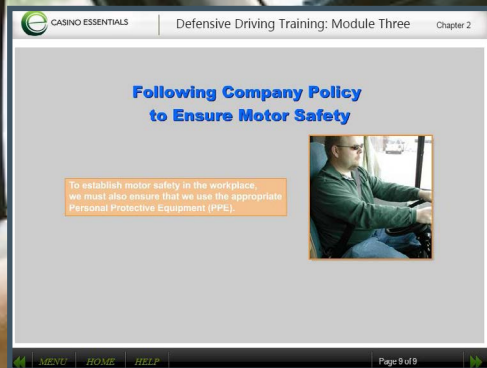 CASINO ESSENTIALS
Defensive Driving Training: Module Three
Chapter 2
Following Company Policy
to Ensure Motor Safety
To establish motor safety in the workplace,
we must also ensure that we use the appropriate
Personal Protective Equipment (PPE).
MENU HOME HELP
Page 9 of 9